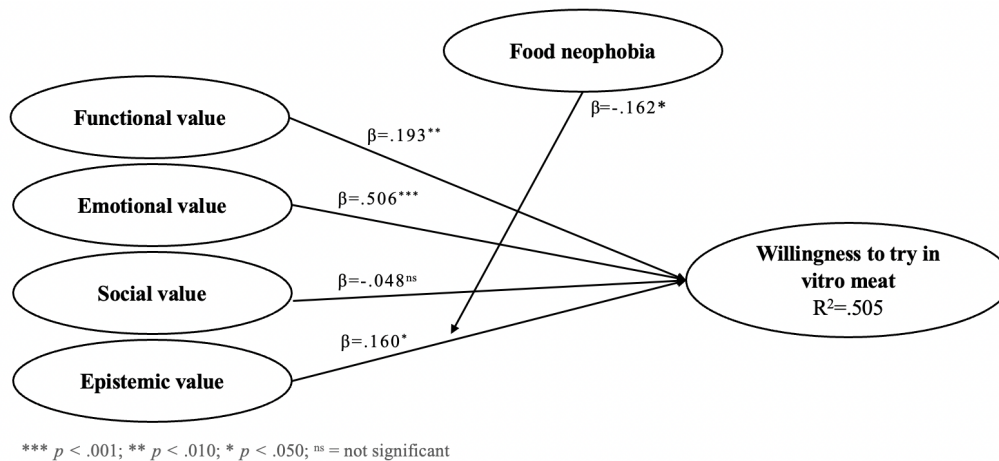 Food neophobia
β=-.162*
Functional value
β=.193**
Emotional value
β=.506***
Social value
β=-.048ns
Epistemic value
β=.160*
Willingness to try in
vitro meat
R²=.505
*** p < .001; ** p < .010; * p < .050; ns = not significant